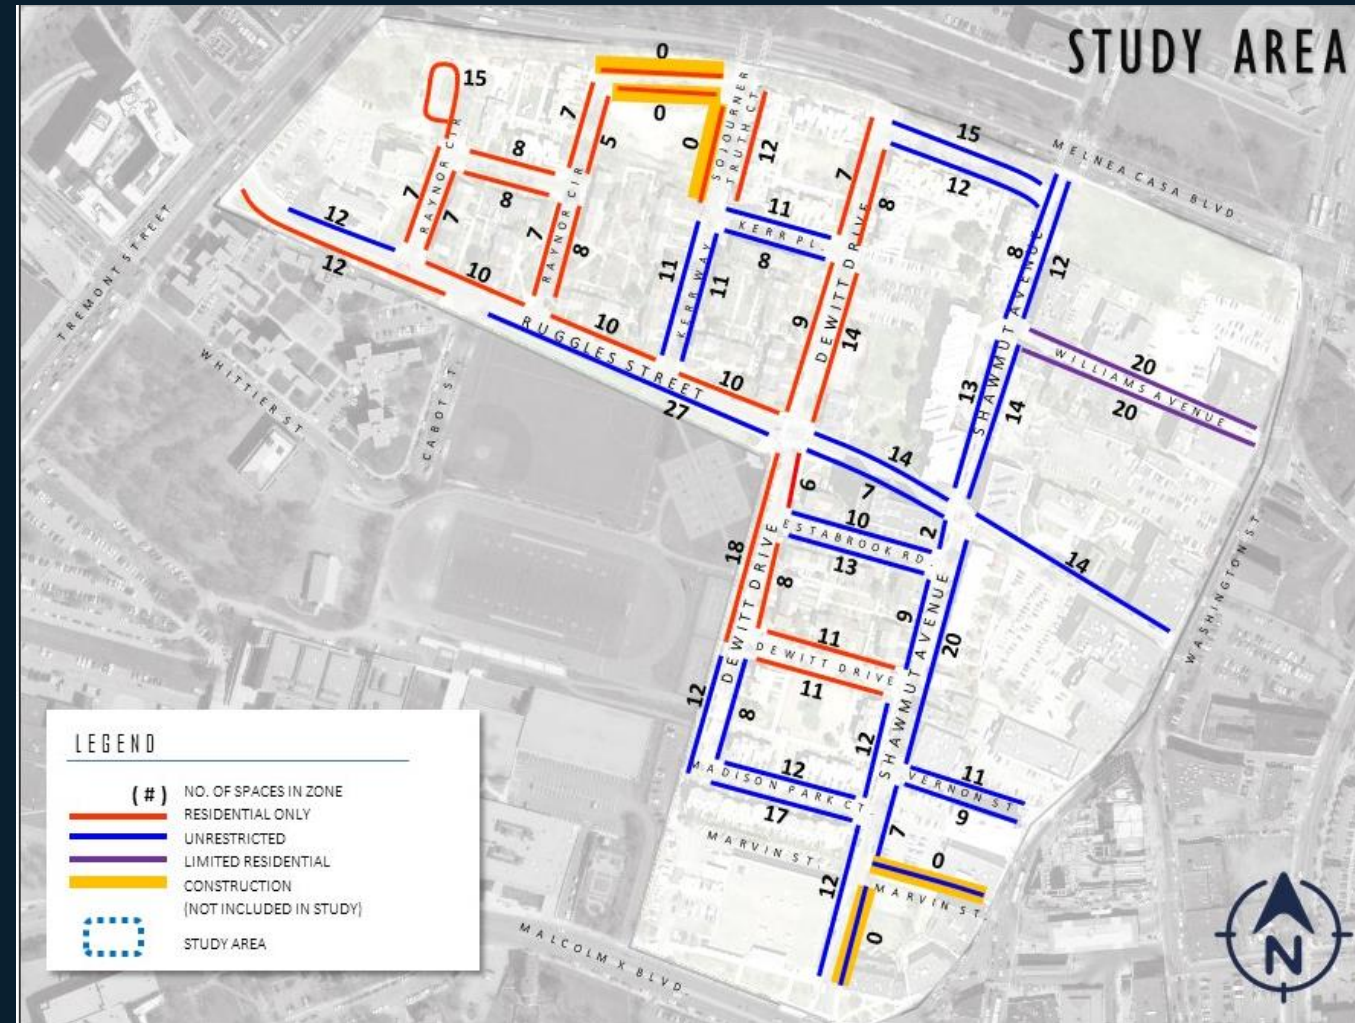 STUDY AREA
0
15
0
0
7
5
12
SOJOURNER
TRUTH CT.
15
12
MELNEA CASA BLVD
8
8
RAYNOR CIR
7
7
RAYNOR CIR
7
8
11
KERR PL.
8
7
8
DEWITT DRIVE
8
12
TREMONT STREET
12
12
10
10
10
11
KERR WAY
11
9
14
13
14
SHAWMUT AVENUE
20
WILLIAMS AVENUE
20
RUGGLES STREET
27
WHITTIER ST
CABOT ST
14
7
6
10
ESTABROOK RD.
13
2
14
WASHINGTON ST
18
DEWITT DRIVE
8
9
20
SHAWMUT AVENUE
11
DEWITT DRIVE
11
12
8
12
12
MADISON PARK CT
17
11
VERNON ST
9
7
MARVIN ST.
12
0
MARVIN ST.
0
MALCOLM X BLVD.
LEGEND
(#) NO. OF SPACES IN ZONE
RESIDENTIAL ONLY
UNRESTRICTED
LIMITED RESIDENTIAL
CONSTRUCTION
(NOT INCLUDED IN STUDY)
STUDY AREA
N